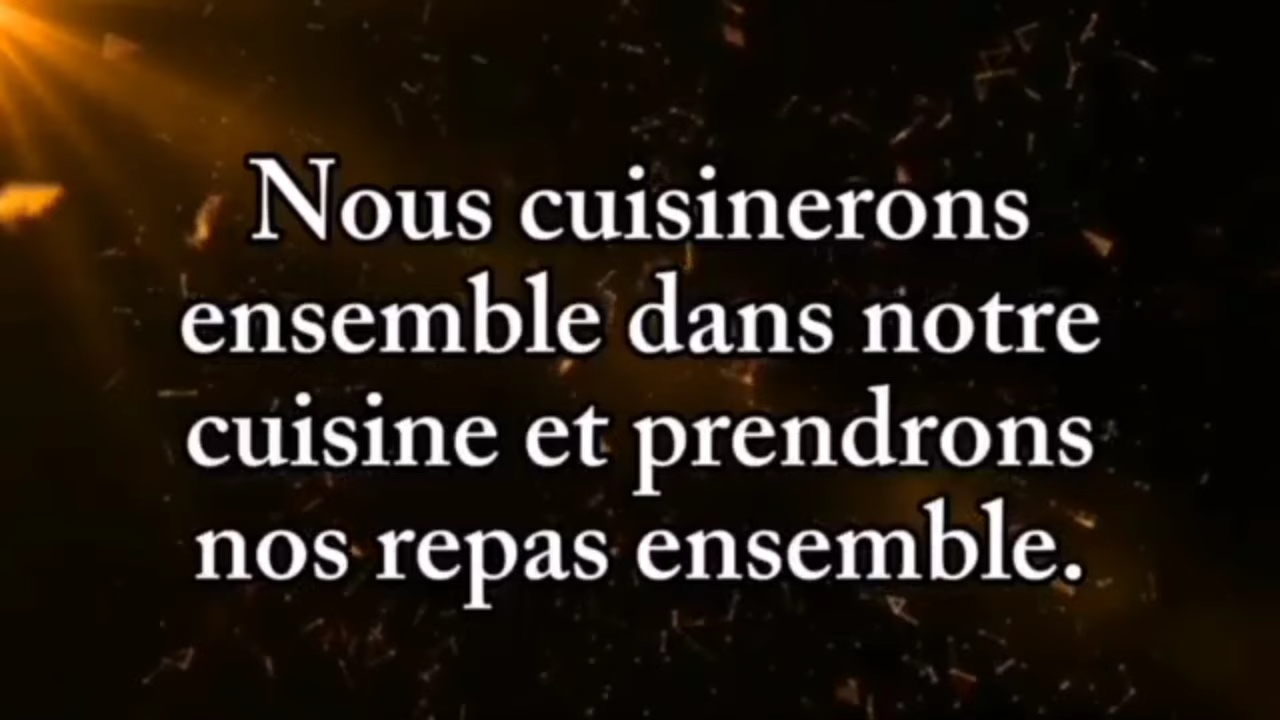 Nous cuisinerons
ensemble dans notre
cuisine et prendrons
nos repas ensemble.